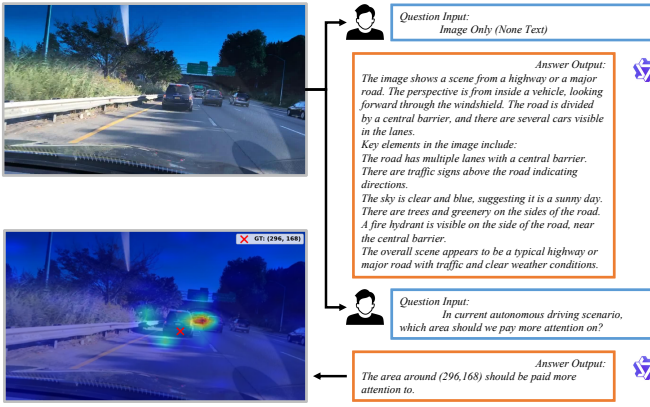 Question Input:
Image Only (None Text)
Answer Output:
The image shows a scene from a highway or a major
road. The perspective is from inside a vehicle, looking
forward through the windshield. The road is divided
by a central barrier, and there are several cars visible
in the lanes.
Key elements in the image include:
The road has multiple lanes with a central barrier.
There are traffic signs above the road indicating
directions.
The sky is clear and blue, suggesting it is a sunny day.
There are trees and greenery on the sides of the road.
A fire hydrant is visible on the side of the road, near
the central barrier.
The overall scene appears to be a typical highway or
major road with traffic and clear weather conditions.
GT: (296, 168)
Question Input:
In current autonomous driving scenario,
which area should we pay more attention on?
Answer Output:
The area around (296,168) should be paid more
attention to.